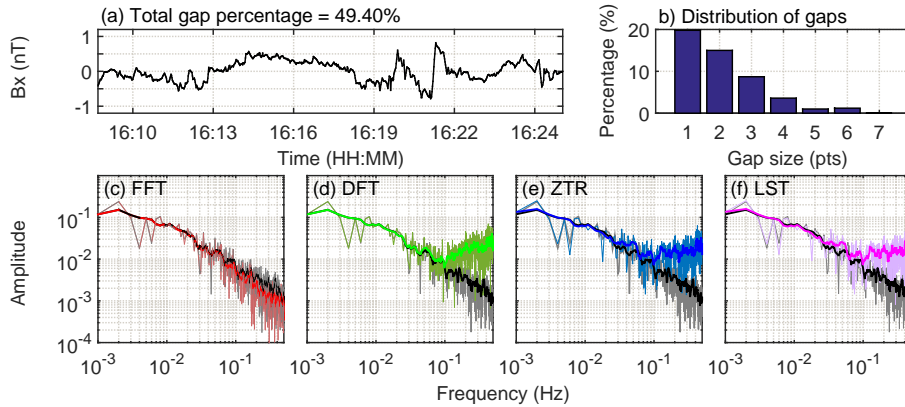 (a) Total gap percentage = 49.40%
b) Distribution of gaps
Bx (nT)
1
0
-1
16:10 16:13 16:16 16:19 16:22 16:24
Time (HH:MM)
Percentage (%)
20
10
0
1 2 3 4 5 6 7
Gap size (pts)
(c) FFT
(d) DFT
(e) ZTR
(f) LST
Amplitude
10^-1
10^-2
10^-3
10^-4
10^-3 10^-2 10^-1
10^-3 10^-2 10^-1
10^-3 10^-2 10^-1
10^-3 10^-2 10^-1
Frequency (Hz)